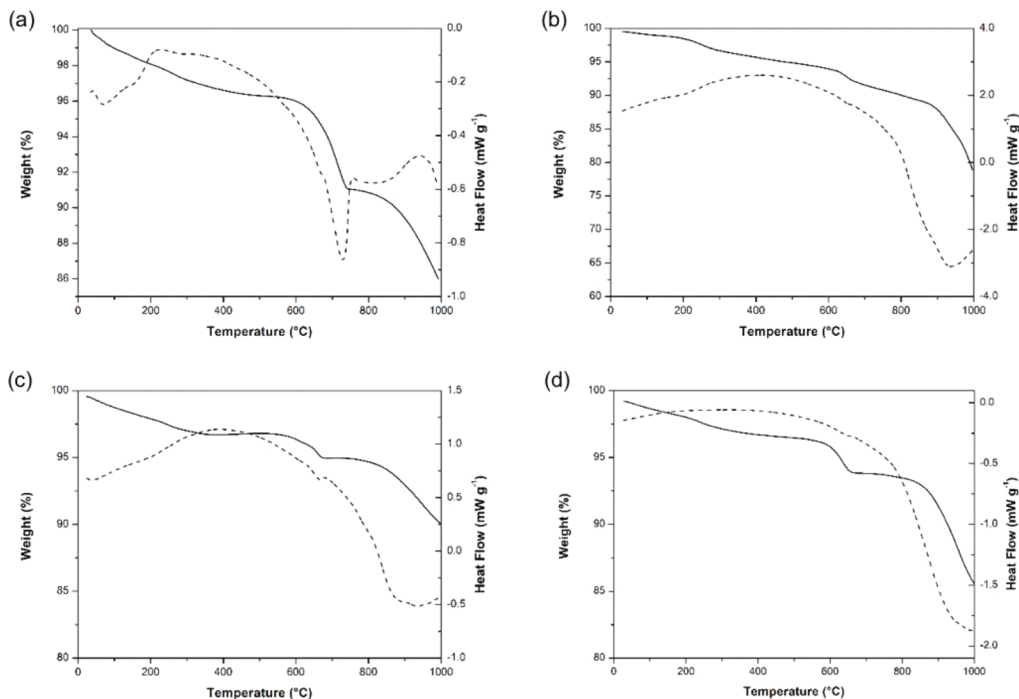 (a)
100
98
96
94
92
90
88
86
Weight (%)
0.0
-0.2
-0.4
-0.6
-0.8
-1.0
Heat Flow (mW g-1)
0 200 400 600 800 1000
Temperature (°C)
(b)
100
95
90
85
80
75
70
65
60
Weight (%)
4.0
2.0
0.0
-2.0
-4.0
Heat Flow (mW g-1)
0 200 400 600 800 1000
Temperature (°C)
(c)
100
95
90
85
80
Weight (%)
1.5
1.0
0.5
0.0
-0.5
-1.0
Heat Flow (mW g-1)
0 200 400 600 800 1000
Temperature (°C)
(d)
100
95
90
85
80
Weight (%)
0.0
-0.5
-1.0
-1.5
-2.0
Heat Flow (mW g-1)
0 200 400 600 800 1000
Temperature (°C)